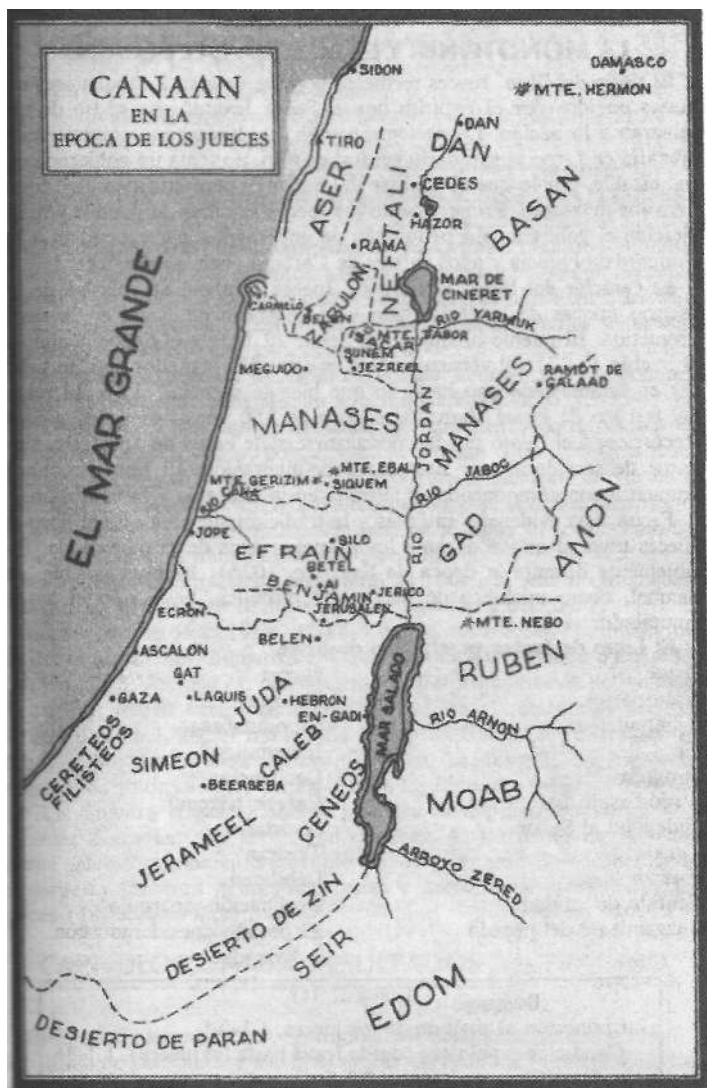 CANAAN
EN LA
EPOCA DE LOS JUECES
SIDON
DAMASCO
MTE. HERMON
DAN
DAN
TIRO
ASER
NEFTALI
CEDES
HAZOR
BASAN
RAMA
ZABULON
MAR DE
CINERET
EL MAR GRANDE
CARMELO
BELEN
ISACAR
MTE.
TABOR
RIO YARMUK
SUNEM
JEZREEL
MEGUIDO
RAMOT DE
GALAAD
MANASES
MANASES
RIO JORDAN
MTE. EBAL
MTE. GERIZIM
SIQUEM
RIO JABOC
RIO CANA
JOPE
SILO
EFRAIN
GAD
AMON
BETEL
AI
BENJAMIN
JERICO
JERUSALEN
ECRON
BELEN
MTE. NEBO
ASCALON
RUBEN
GAT
GAZA
LAQUIS
JUDA
HEBRON
EN-GADI
MAR SALADO
RIO ARNON
CERETEOS
FILISTEOS
SIMEON
CALEB
BEERSEBA
CENEOS
MOAB
JERAMEEL
ARROYO ZERED
DESIERTO DE ZIN
SEIR
EDOM
DESIERTO DE PARAN